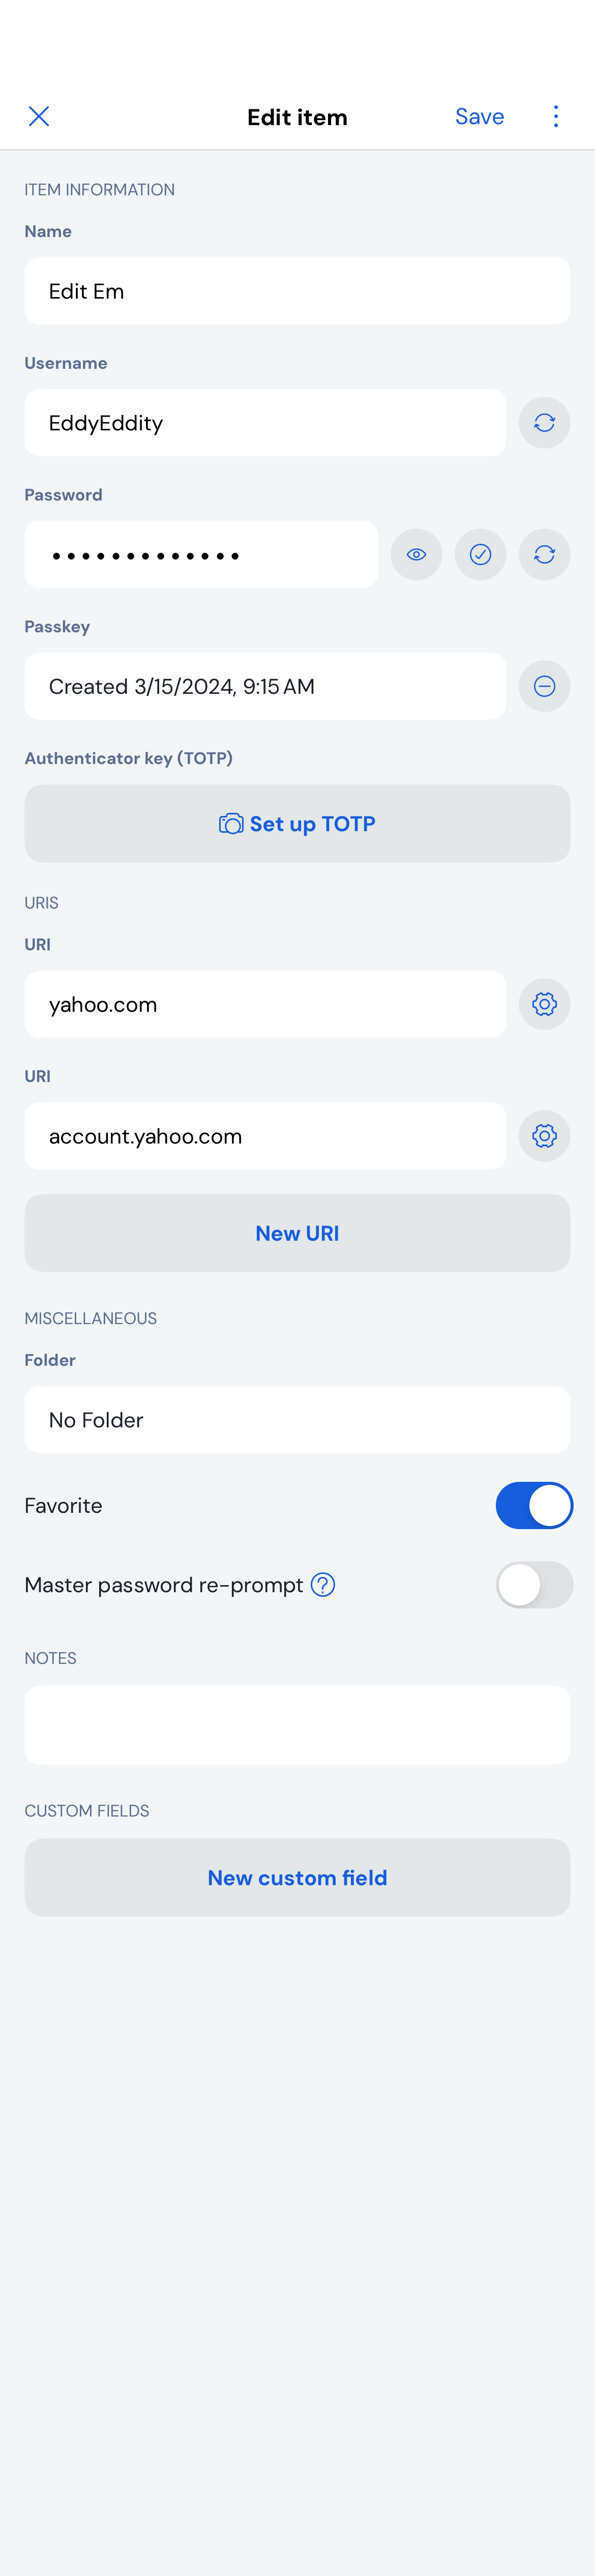 Edit item
Save
ITEM INFORMATION
Name
Edit Em
Username
EddyEddity
Password
•••••••••••••
Passkey
Created 3/15/2024, 9:15 AM
Authenticator key (TOTP)
Set up TOTP
URIS
URI
yahoo.com
URI
account.yahoo.com
New URI
MISCELLANEOUS
Folder
No Folder
Favorite
Master password re-prompt
NOTES
CUSTOM FIELDS
New custom field